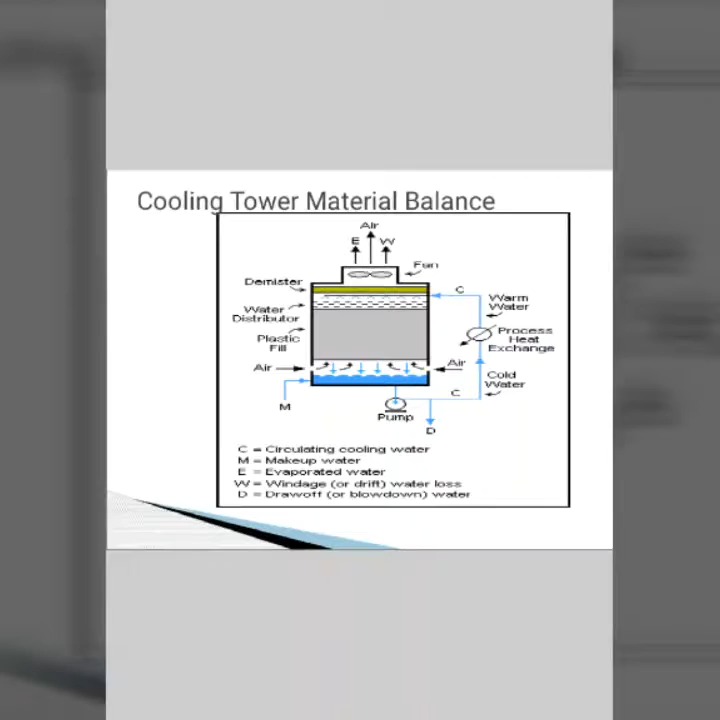 Cooling Tower Material Balance
Air
E
W
Fan
Demister
C
Warm
Water
Water
Distributor
Process
Heat
Exchange
Plastic
Fill
Air
Air
Cold
Water
C
M
Pump
D
C = Circulating cooling water
M = Makeup water
E = Evaporated water
W = Windage (or drift) water loss
D = Drawoff (or blowdown) water